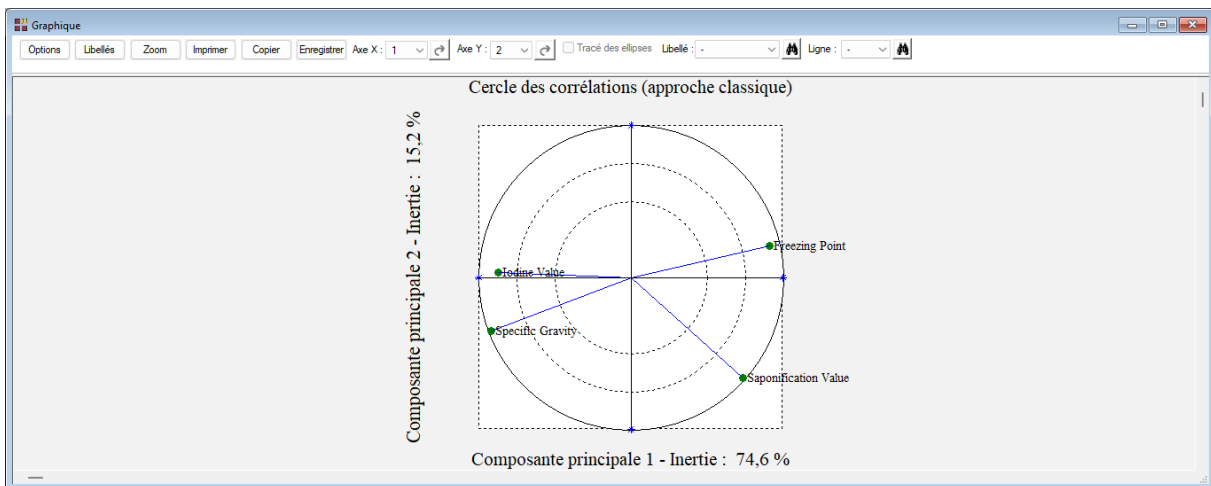 Graphique
Options Libellés Zoom Imprimer Copier Enregistrer Axe X : 1 Axe Y : 2 Tracé des ellipses Libellé : - Ligne : -
Cercle des corrélations (approche classique)
Composante principale 2 - Inertie : 15,2 %
Freezing Point
Iodine Value
Specific Gravity
Saponification Value
Composante principale 1 - Inertie : 74,6 %